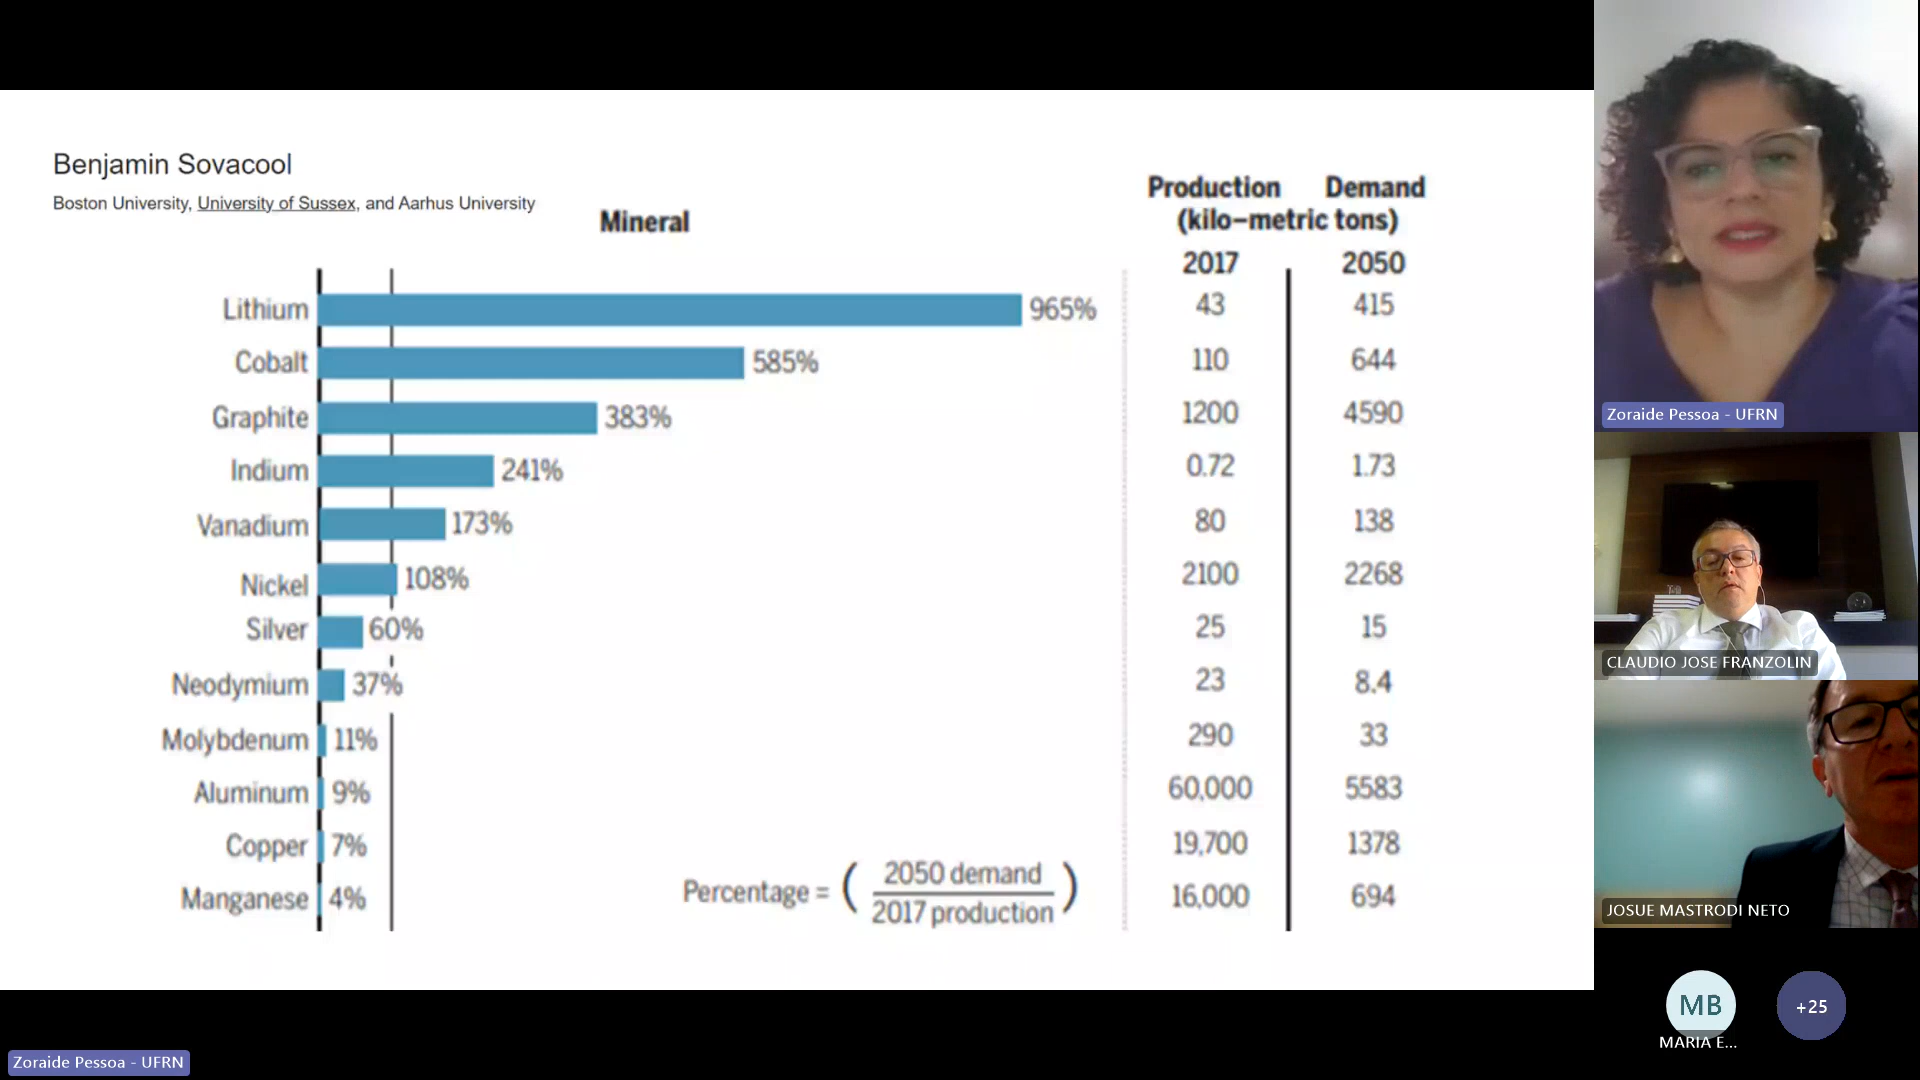 Benjamin Sovacool
Boston University, University of Sussex, and Aarhus University
Mineral
Production Demand
(kilo-metric tons)
2017 2050
Lithium 965% 43 415
Cobalt 585% 110 644
Graphite 383% 1200 4590
Indium 241% 0.72 1.73
Vanadium 173% 80 138
Nickel 108% 2100 2268
Silver 60% 25 15
Neodymium 37% 23 8.4
Molybdenum 11% 290 33
Aluminum 9% 60,000 5583
Copper 7% 19,700 1378
Manganese 4% 16,000 694
Percentage = ( 2050 demand
2017 production )
Zoraide Pessoa - UFRN
CLAUDIO JOSE FRANZOLIN
JOSUE MASTRODI NETO
MB
+25
MARIA E...
Zoraide Pessoa - UFRN